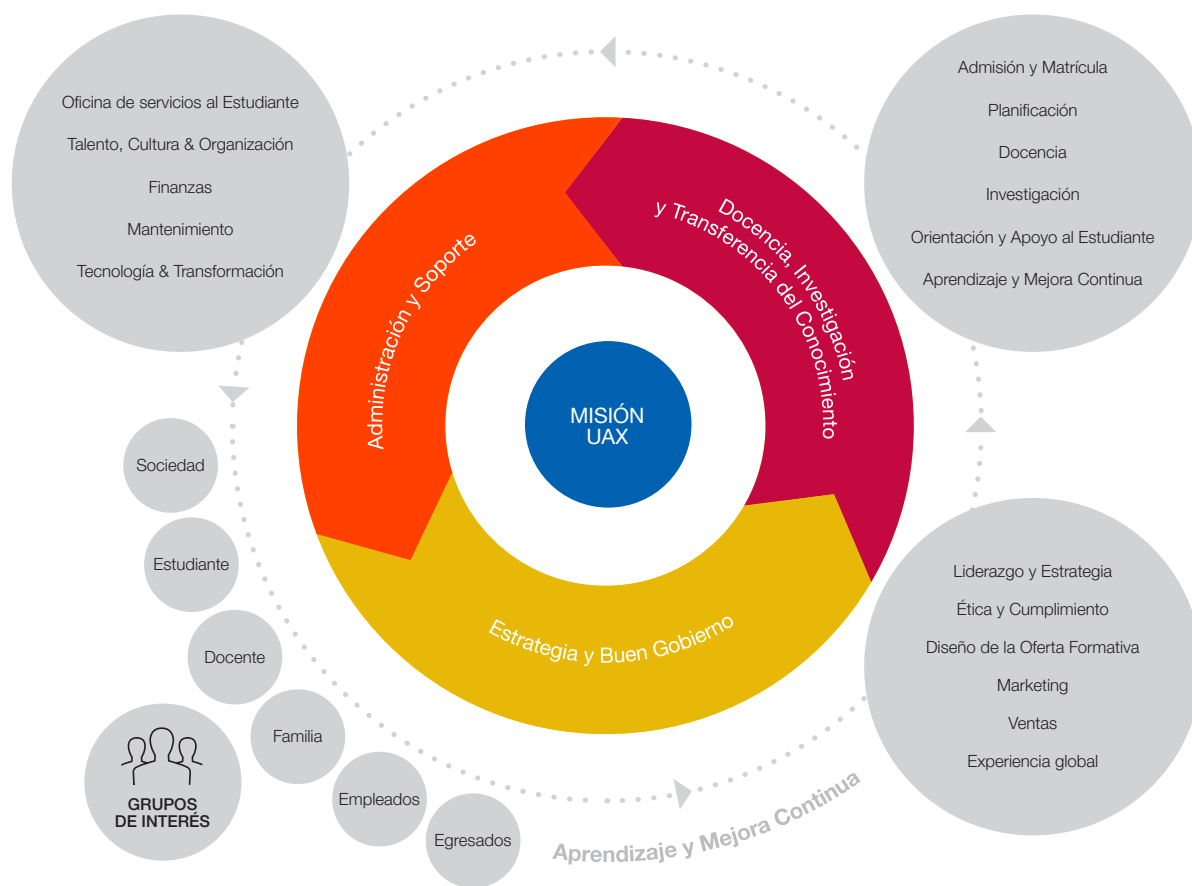 Oficina de servicios al Estudiante
Talento, Cultura & Organización
Finanzas
Mantenimiento
Tecnología & Transformación
Admisión y Matrícula
Planificación
Docencia
Investigación
Orientación y Apoyo al Estudiante
Aprendizaje y Mejora Continua
Administración y Soporte
Docencia, Investigación
y Transferencia del Conocimiento
MISIÓN
UAX
Estrategia y Buen Gobierno
Sociedad
Estudiante
Docente
Familia
Empleados
Egresados
GRUPOS
DE INTERÉS
Liderazgo y Estrategia
Ética y Cumplimiento
Diseño de la Oferta Formativa
Marketing
Ventas
Experiencia global
Aprendizaje y Mejora Continua